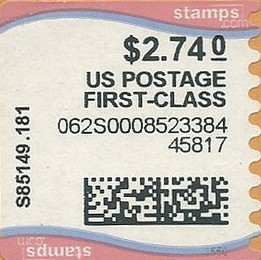 stamps
.com
$2.740
US POSTAGE
FIRST-CLASS
062S0008523384
45817
S85149.181
stamps
.com